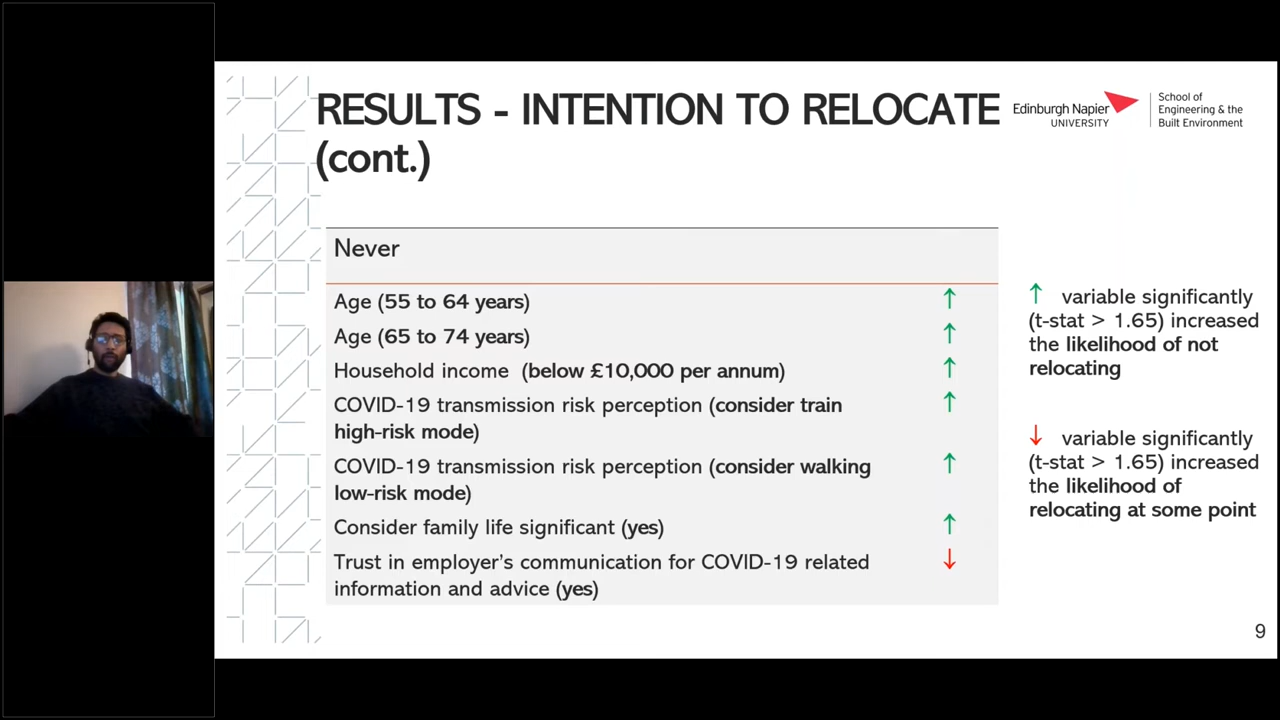 RESULTS - INTENTION TO RELOCATE
(cont.)
Edinburgh Napier
UNIVERSITY
School of
Engineering & the
Built Environment
Never
Age (55 to 64 years) ↑
Age (65 to 74 years) ↑
Household income (below £10,000 per annum) ↑
COVID-19 transmission risk perception (consider train ↑
high-risk mode)
COVID-19 transmission risk perception (consider walking ↑
low-risk mode)
Consider family life significant (yes) ↑
Trust in employer's communication for COVID-19 related ↓
information and advice (yes)
↑ variable significantly
(t-stat > 1.65) increased
the likelihood of not
relocating
↓ variable significantly
(t-stat > 1.65) increased
the likelihood of
relocating at some point
9